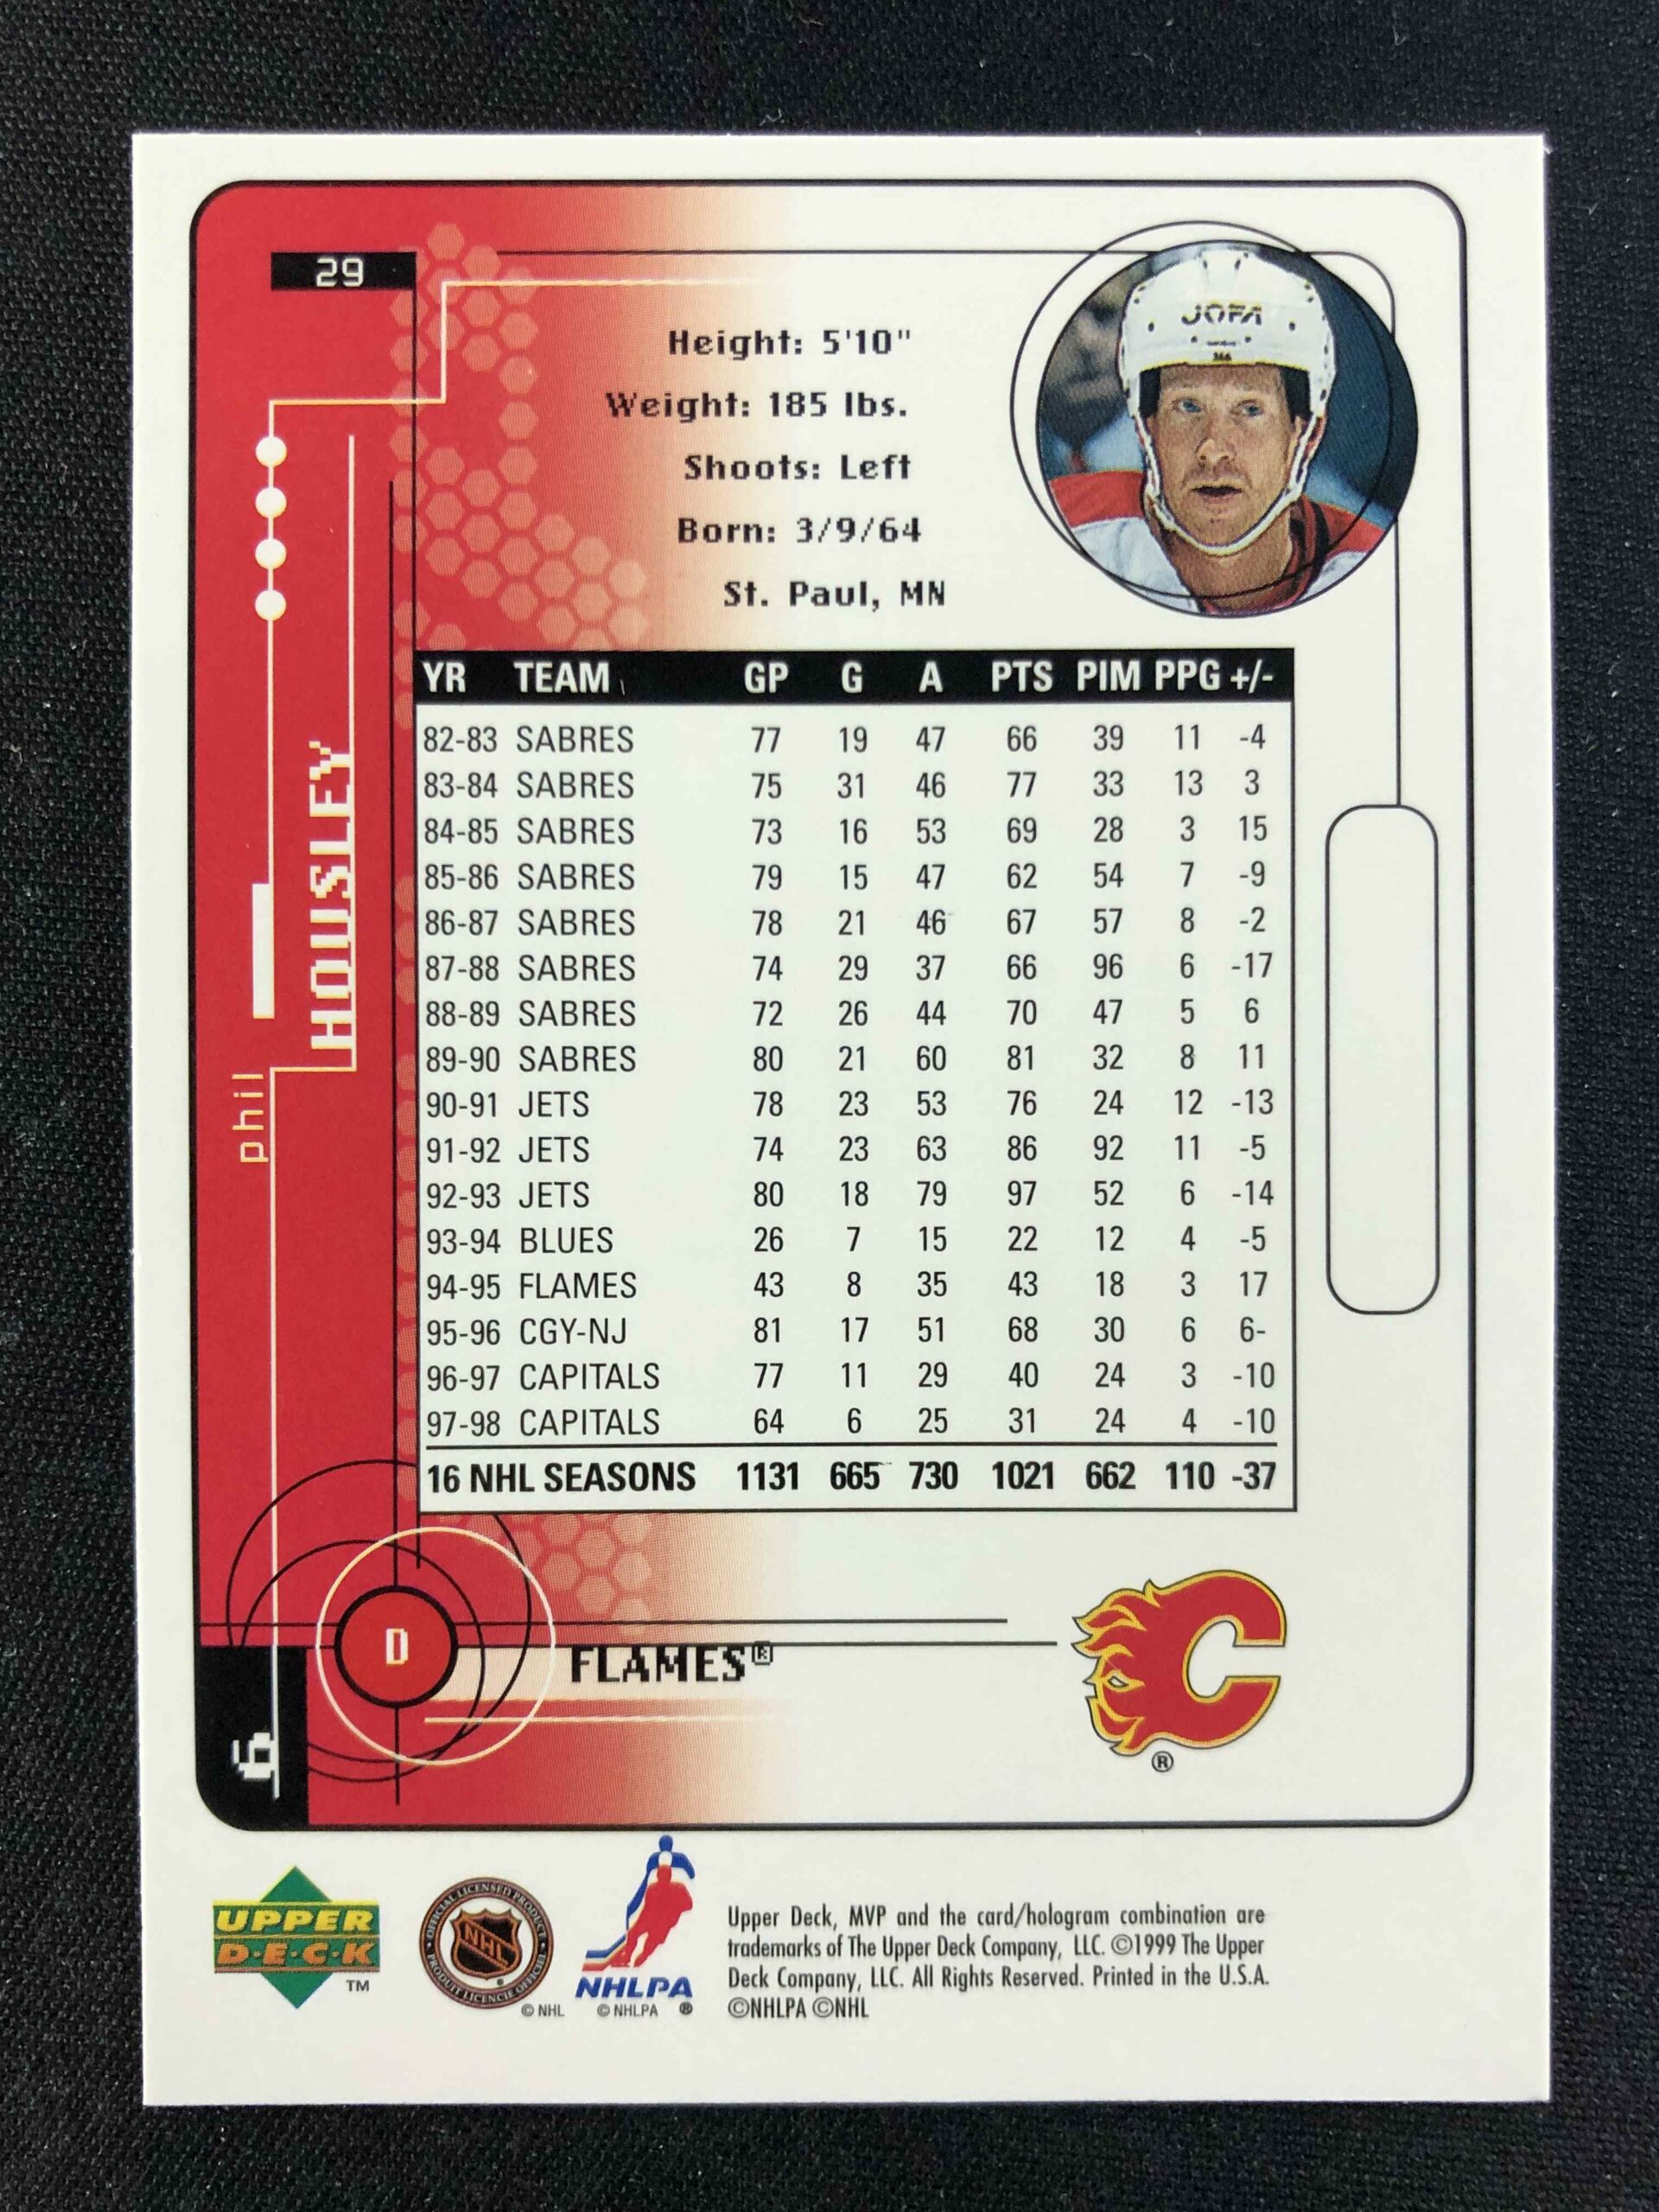 29
JOFA
366
Height: 5'10"
Weight: 185 lbs.
Shoots: Left
Born: 3/9/64
St. Paul, MN
phil
HOUSLEY
YR TEAM GP G A PTS PIM PPG +/-
82-83 SABRES 77 19 47 66 39 11 -4
83-84 SABRES 75 31 46 77 33 13 3
84-85 SABRES 73 16 53 69 28 3 15
85-86 SABRES 79 15 47 62 54 7 -9
86-87 SABRES 78 21 46 67 57 8 -2
87-88 SABRES 74 29 37 66 96 6 -17
88-89 SABRES 72 26 44 70 47 5 6
89-90 SABRES 80 21 60 81 32 8 11
90-91 JETS 78 23 53 76 24 12 -13
91-92 JETS 74 23 63 86 92 11 -5
92-93 JETS 80 18 79 97 52 6 -14
93-94 BLUES 26 7 15 22 12 4 -5
94-95 FLAMES 43 8 35 43 18 3 17
95-96 CGY-NJ 81 17 51 68 30 6 6-
96-97 CAPITALS 77 11 29 40 24 3 -10
97-98 CAPITALS 64 6 25 31 24 4 -10
16 NHL SEASONS 1131 665 730 1021 662 110 -37
D
FLAMES®
6
C
®
UPPER
D·E·C·K
™
OFFICIAL LICENSED PRODUCT
NHL
PRODUIT LICENCIE OFFICIEL
© NHL
NHLPA
© NHLPA ®
Upper Deck, MVP and the card/hologram combination are
trademarks of The Upper Deck Company, LLC. ©1999 The Upper
Deck Company, LLC. All Rights Reserved. Printed in the U.S.A.
©NHLPA ©NHL